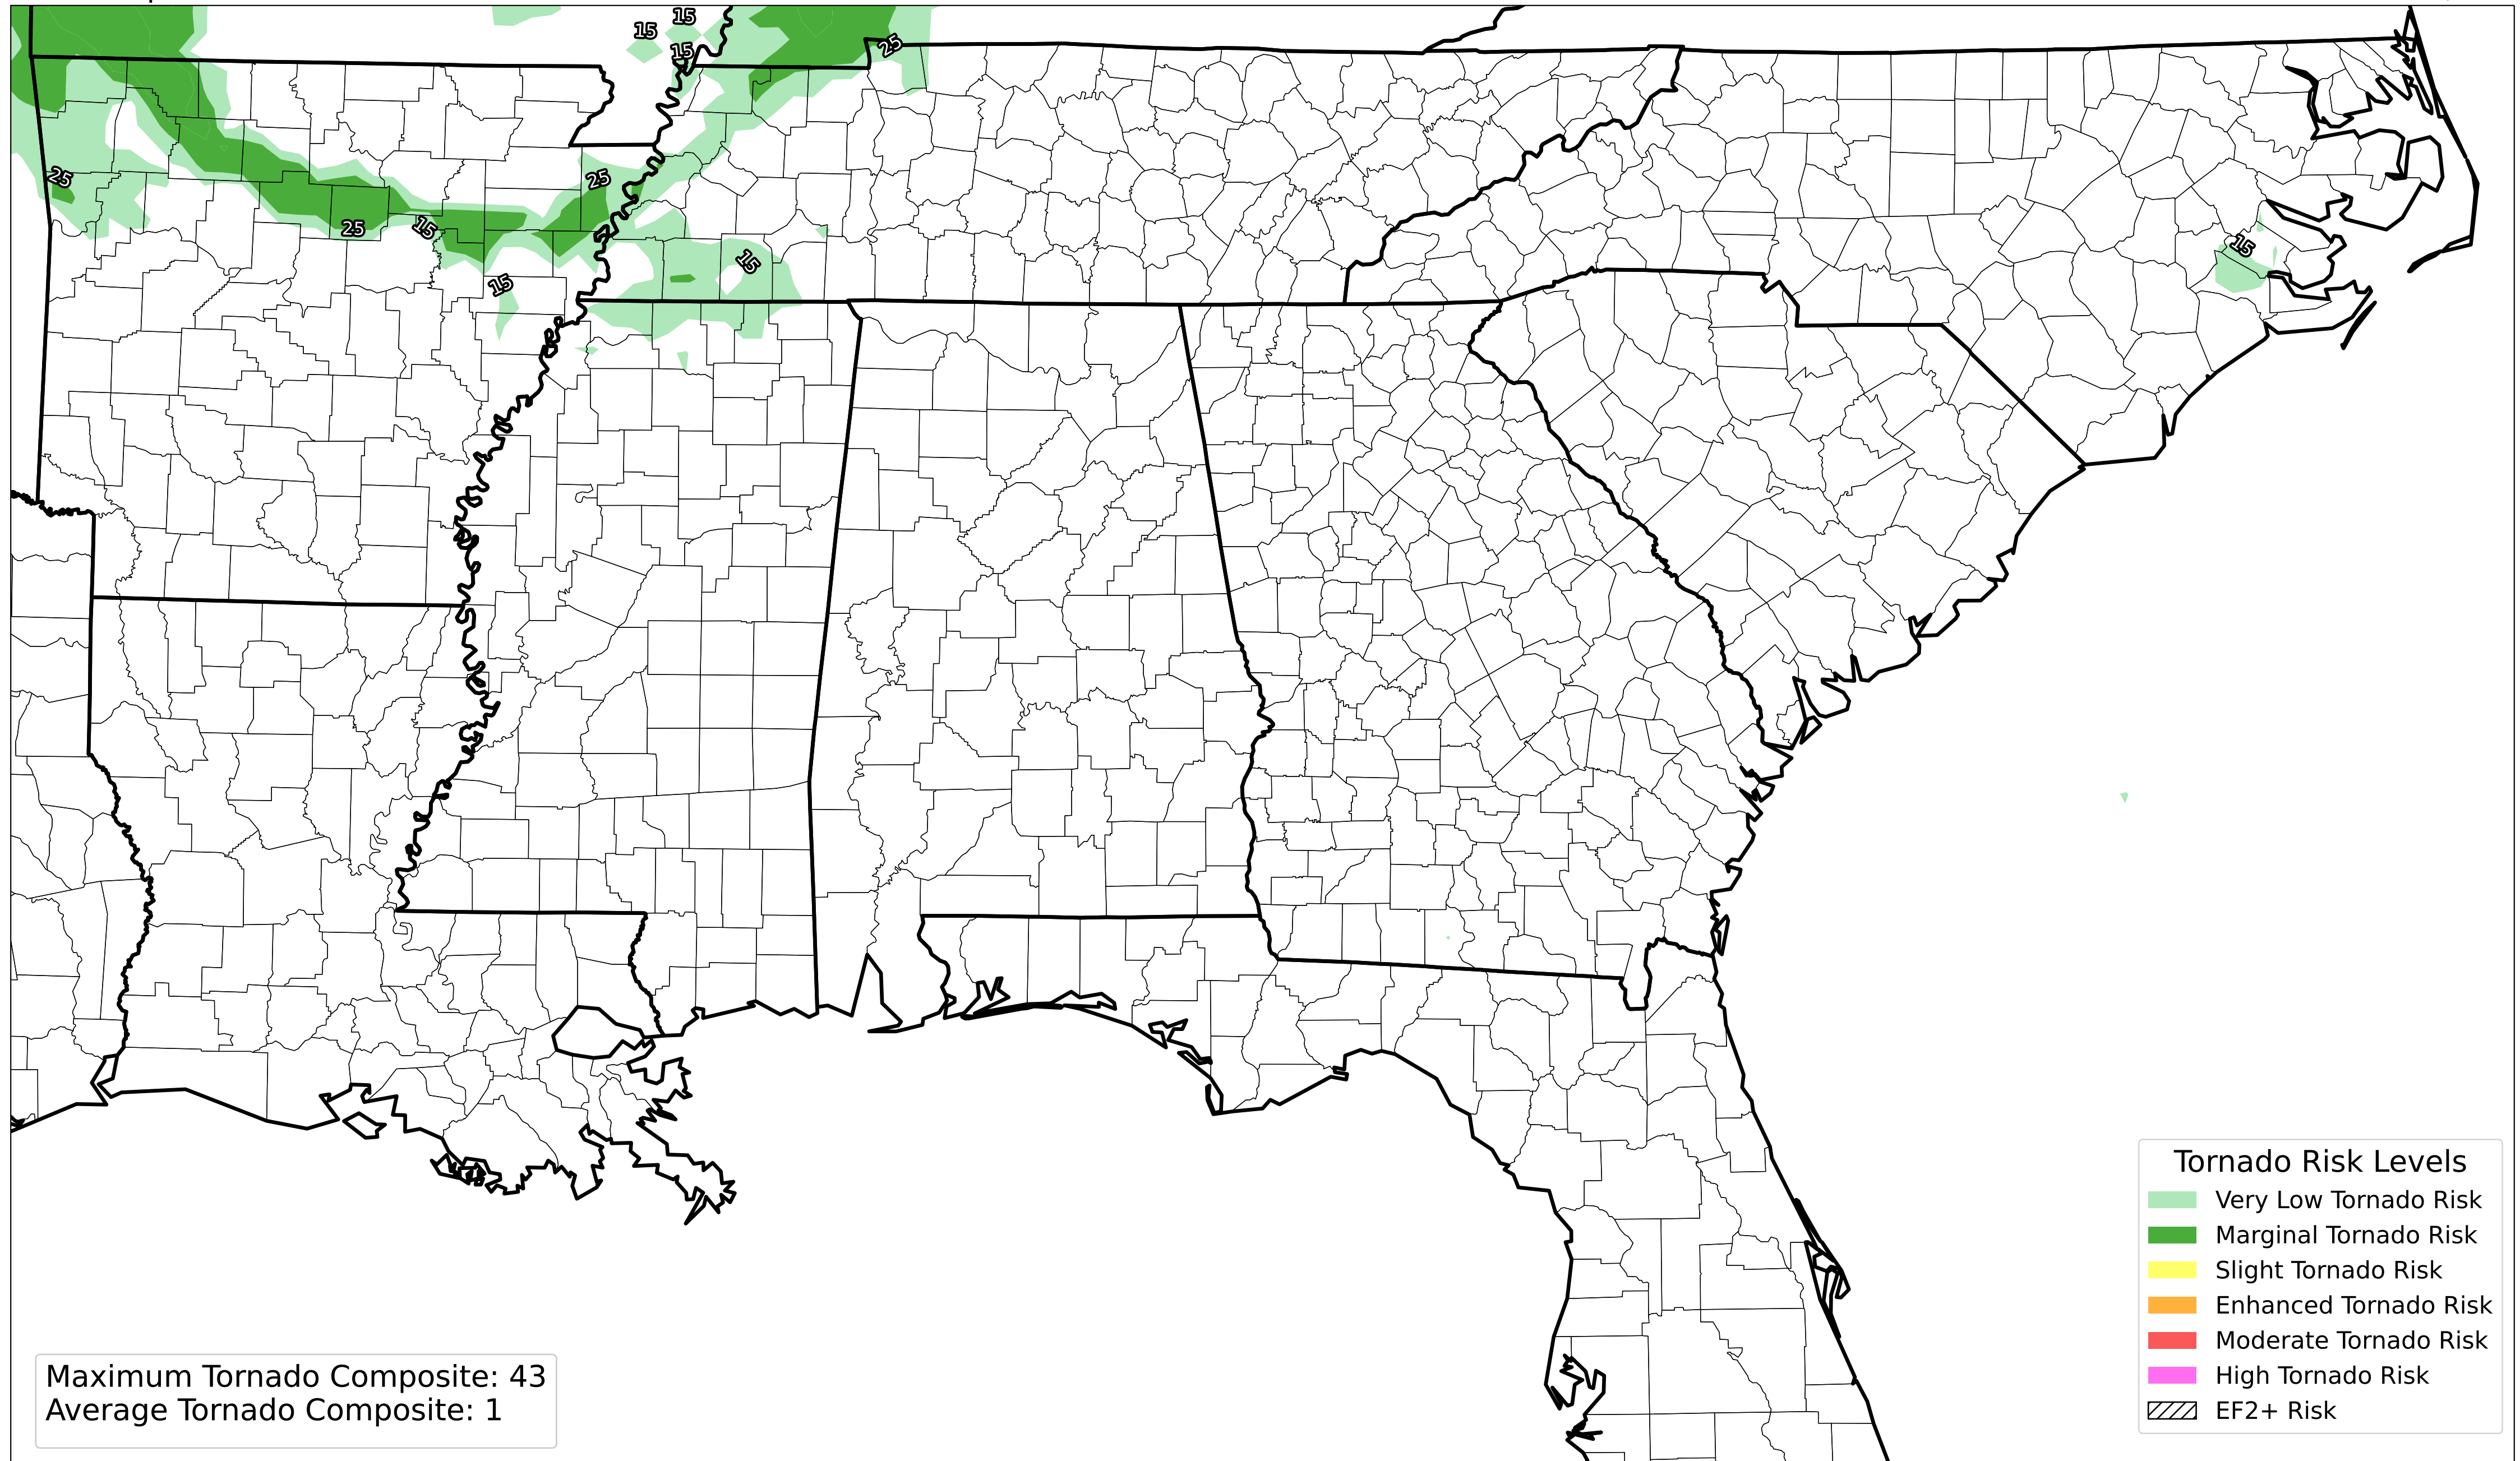 15
15
15
25
25
25
25
15
15
15
15
Tornado Risk Levels
Very Low Tornado Risk
Marginal Tornado Risk
Slight Tornado Risk
Enhanced Tornado Risk
Moderate Tornado Risk
High Tornado Risk
EF2+ Risk
Maximum Tornado Composite: 43
Average Tornado Composite: 1